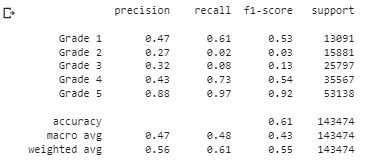 precision recall f1-score support
Grade 1 0.47 0.61 0.53 13091
Grade 2 0.27 0.02 0.03 15881
Grade 3 0.32 0.08 0.13 25797
Grade 4 0.43 0.73 0.54 35567
Grade 5 0.88 0.97 0.92 53138
accuracy 0.61 143474
macro avg 0.47 0.48 0.43 143474
weighted avg 0.56 0.61 0.55 143474